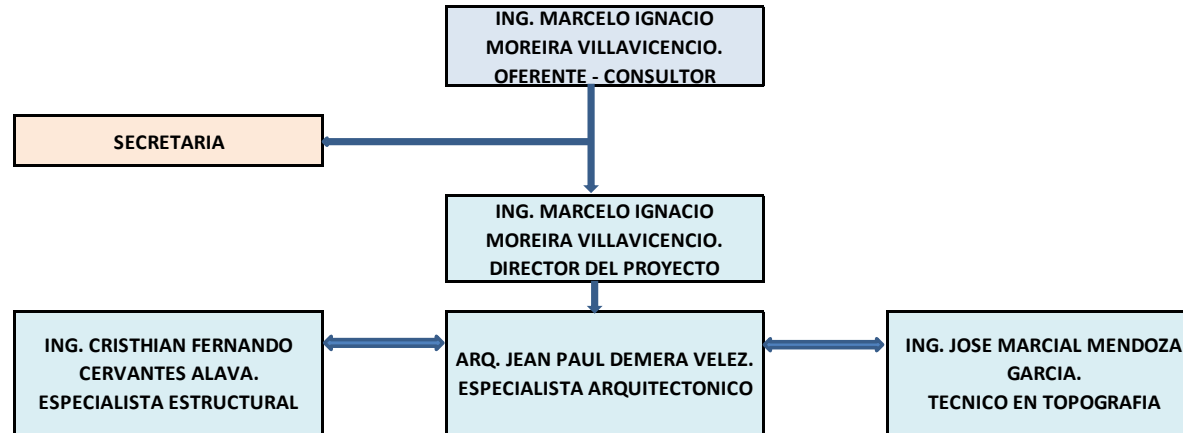 ING. MARCELO IGNACIO
MOREIRA VILLAVICENCIO.
OFERENTE - CONSULTOR
SECRETARIA
ING. MARCELO IGNACIO
MOREIRA VILLAVICENCIO.
DIRECTOR DEL PROYECTO
ING. CRISTHIAN FERNANDO
CERVANTES ALAVA.
ESPECIALISTA ESTRUCTURAL
ARQ. JEAN PAUL DEMERA VELEZ.
ESPECIALISTA ARQUITECTONICO
ING. JOSE MARCIAL MENDOZA
GARCIA.
TECNICO EN TOPOGRAFIA